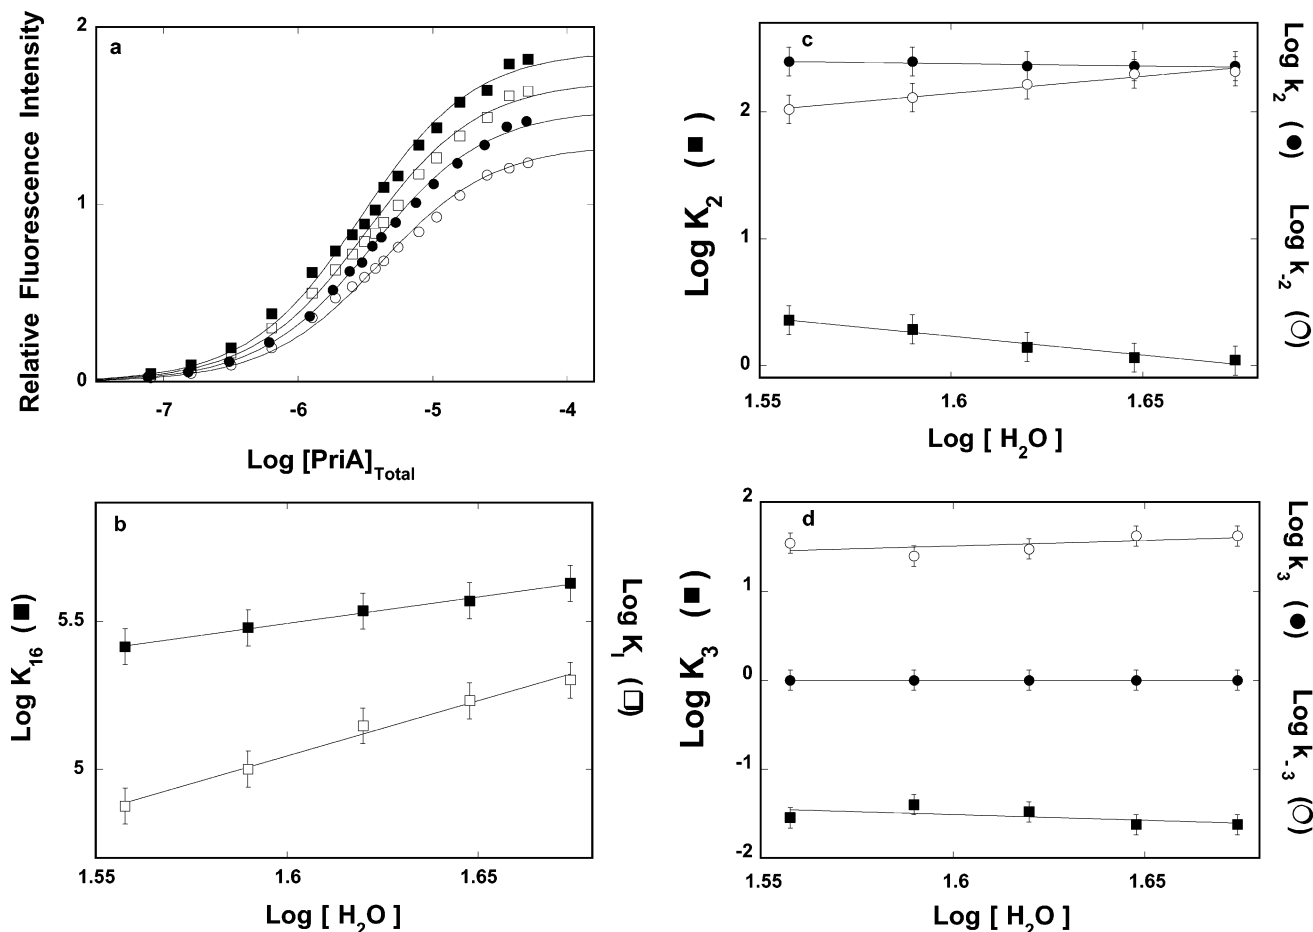 a
2
1
0
-7
-6
-5
-4
Relative Fluorescence Intensity
Log [PriA]Total
c
2
1
0
1.55
1.6
1.65
Log K2 (■)
Log k2 (●)
Log k-2 (○)
Log [ H2O ]
b
5.5
5
1.55
1.6
1.65
Log K16 (■)
Log KI (□)
Log [ H2O ]
d
2
1
0
-1
-2
1.55
1.6
1.65
Log K3 (■)
Log k3 (●)
Log k-3 (○)
Log [ H2O ]